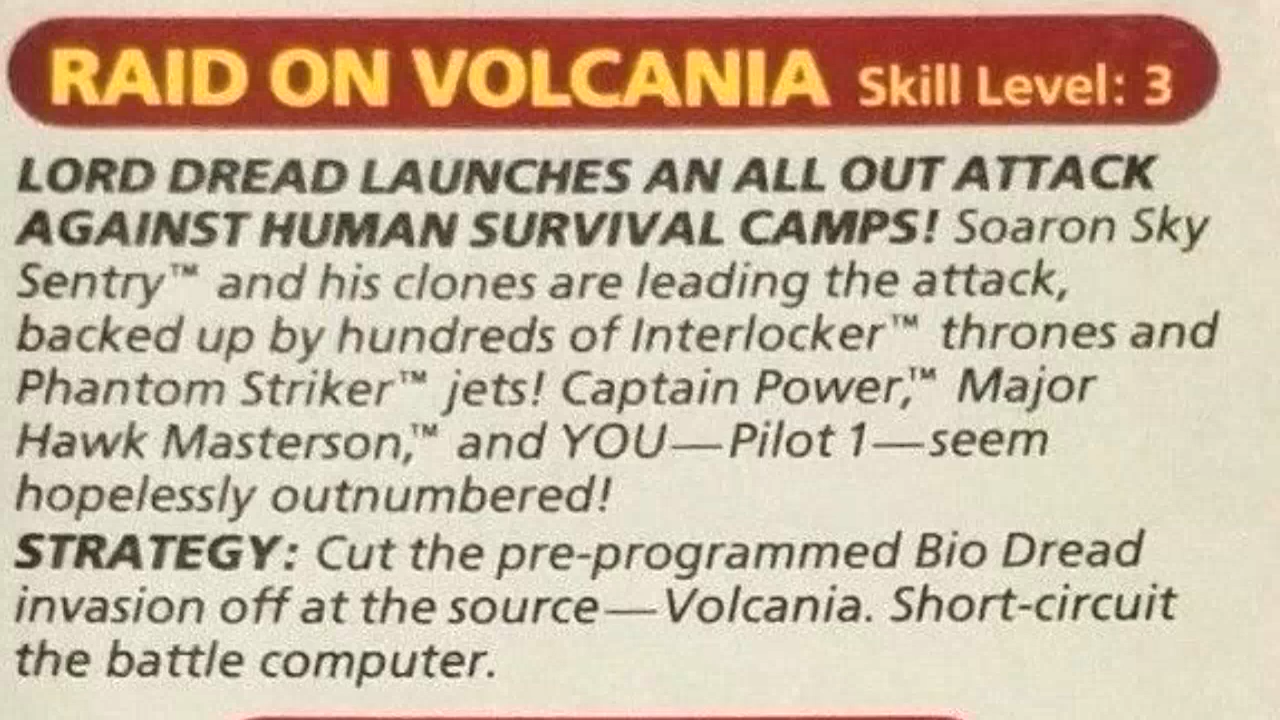 RAID ON VOLCANIA Skill Level: 3
LORD DREAD LAUNCHES AN ALL OUT ATTACK
AGAINST HUMAN SURVIVAL CAMPS! Soaron Sky
Sentry™ and his clones are leading the attack,
backed up by hundreds of Interlocker™ thrones and
Phantom Striker™ jets! Captain Power,™ Major
Hawk Masterson,™ and YOU—Pilot 1—seem
hopelessly outnumbered!
STRATEGY: Cut the pre-programmed Bio Dread
invasion off at the source—Volcania. Short-circuit
the battle computer.